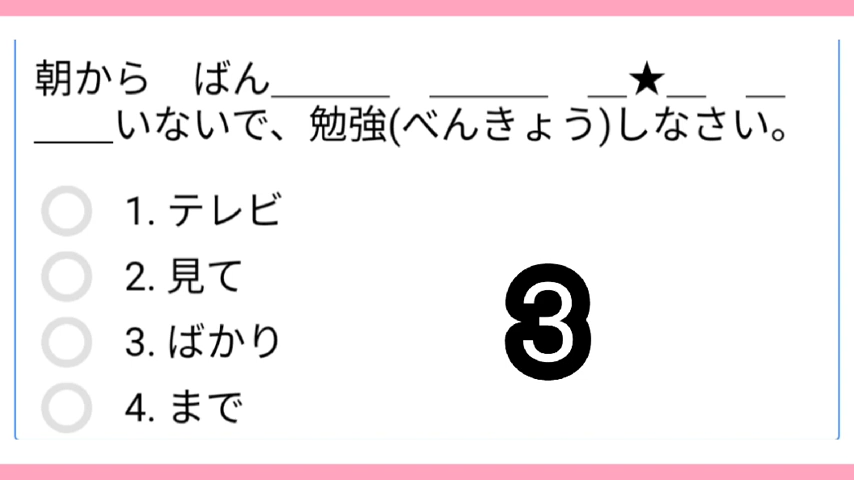 朝から　ばん______　______　__★__　__
____いないで、勉強(べんきょう)しなさい。
1. テレビ
2. 見て
3. ばかり
4. まで
3